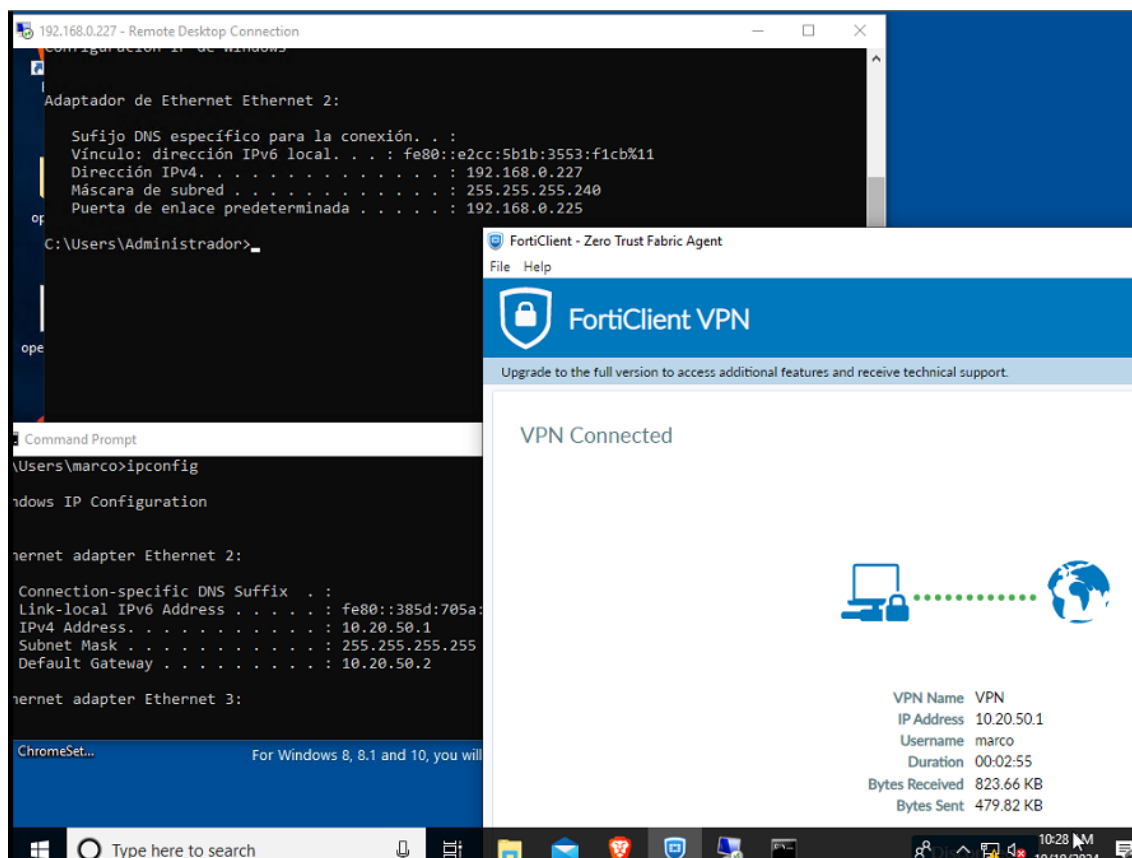 192.168.0.227 - Remote Desktop Connection
Configuración IP de Windows
Adaptador de Ethernet Ethernet 2:
Sufijo DNS específico para la conexión. . :
Vínculo: dirección IPv6 local. . . : fe80::e2cc:5b1b:3553:f1cb%11
Dirección IPv4. . . . . . . . . . . . . . : 192.168.0.227
Máscara de subred . . . . . . . . . . . . : 255.255.255.240
Puerta de enlace predeterminada . . . . . : 192.168.0.225
C:\Users\Administrador>
op
ope
FortiClient - Zero Trust Fabric Agent
File Help
FortiClient VPN
Upgrade to the full version to access additional features and receive technical support.
VPN Connected
VPN Name VPN
IP Address 10.20.50.1
Username marco
Duration 00:02:55
Bytes Received 823.66 KB
Bytes Sent 479.82 KB
Command Prompt
\Users\marco>ipconfig
ndows IP Configuration
hernet adapter Ethernet 2:
Connection-specific DNS Suffix . :
Link-local IPv6 Address . . . . . : fe80::385d:705a:
IPv4 Address. . . . . . . . . . . : 10.20.50.1
Subnet Mask . . . . . . . . . . . : 255.255.255.255
Default Gateway . . . . . . . . . : 10.20.50.2
hernet adapter Ethernet 3:
ChromeSet...
For Windows 8, 8.1 and 10, you will
Type here to search
10:28